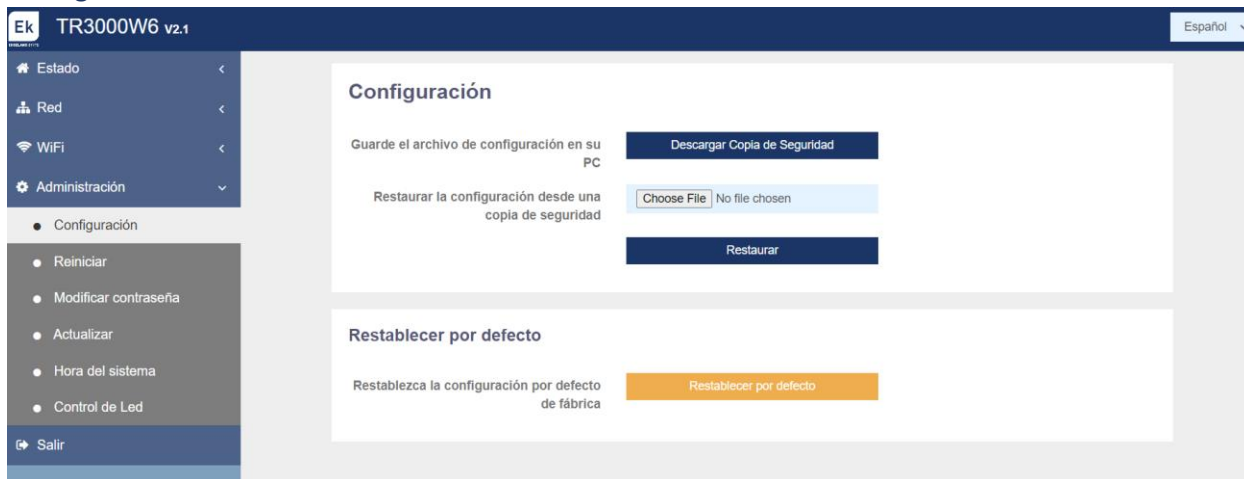 Ek
TR3000W6 V2.1
Español
Estado
Red
WiFi
Administración
Configuración
Reiniciar
Modificar contraseña
Actualizar
Hora del sistema
Control de Led
Salir
Configuración
Guarde el archivo de configuración en su
PC
Descargar Copia de Seguridad
Restaurar la configuración desde una
copia de seguridad
Choose File No file chosen
Restaurar
Restablecer por defecto
Restablezca la configuración por defecto
de fábrica
Restablecer por defecto